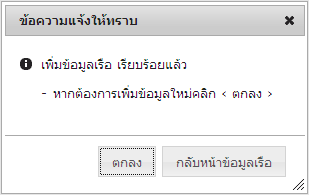 ข้อความแจ้งให้ทราบ
เพิ่มข้อมูลเรือ เรียบร้อยแล้ว
- หากต้องการเพิ่มข้อมูลใหม่คลิก < ตกลง >
ตกลง กลับหน้าข้อมูลเรือ